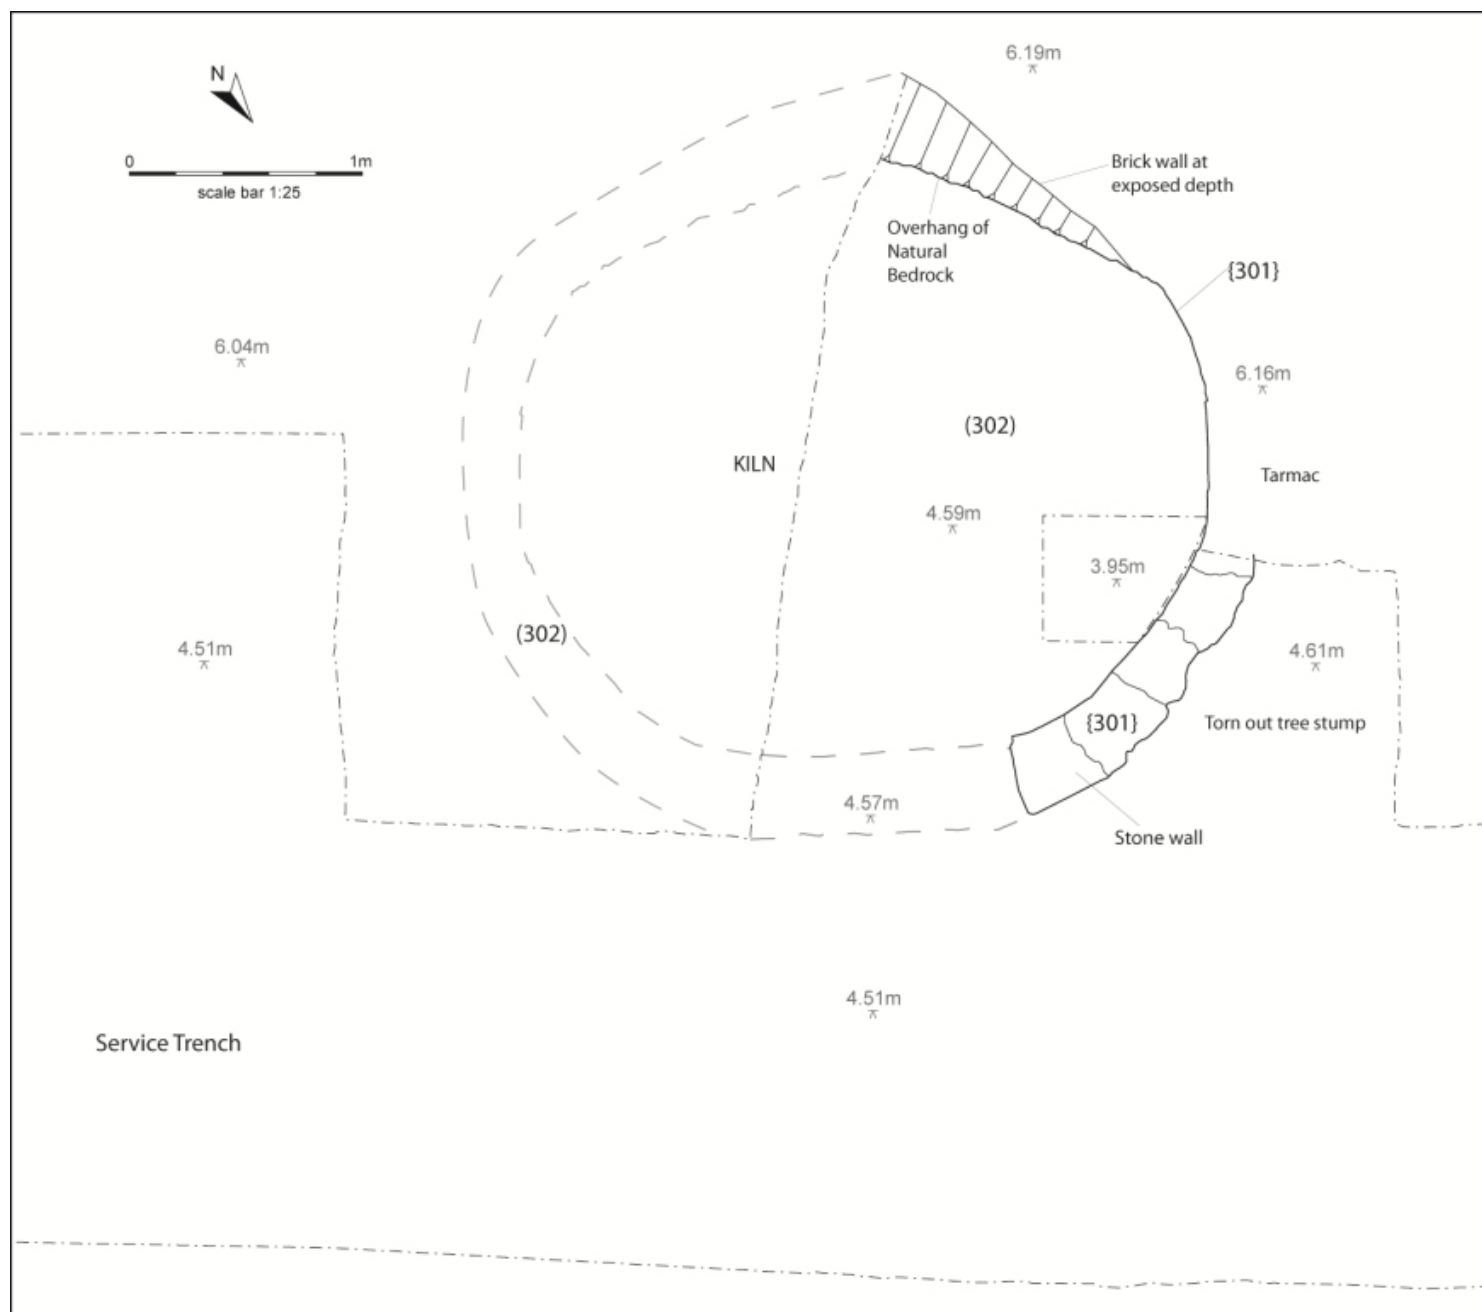 6.19m
N
0 1m
scale bar 1:25
Brick wall at
exposed depth
Overhang of
Natural
Bedrock
{301}
6.04m
6.16m
(302)
KILN
Tarmac
4.59m
3.95m
(302)
4.51m
4.61m
{301}
Torn out tree stump
4.57m
Stone wall
4.51m
Service Trench